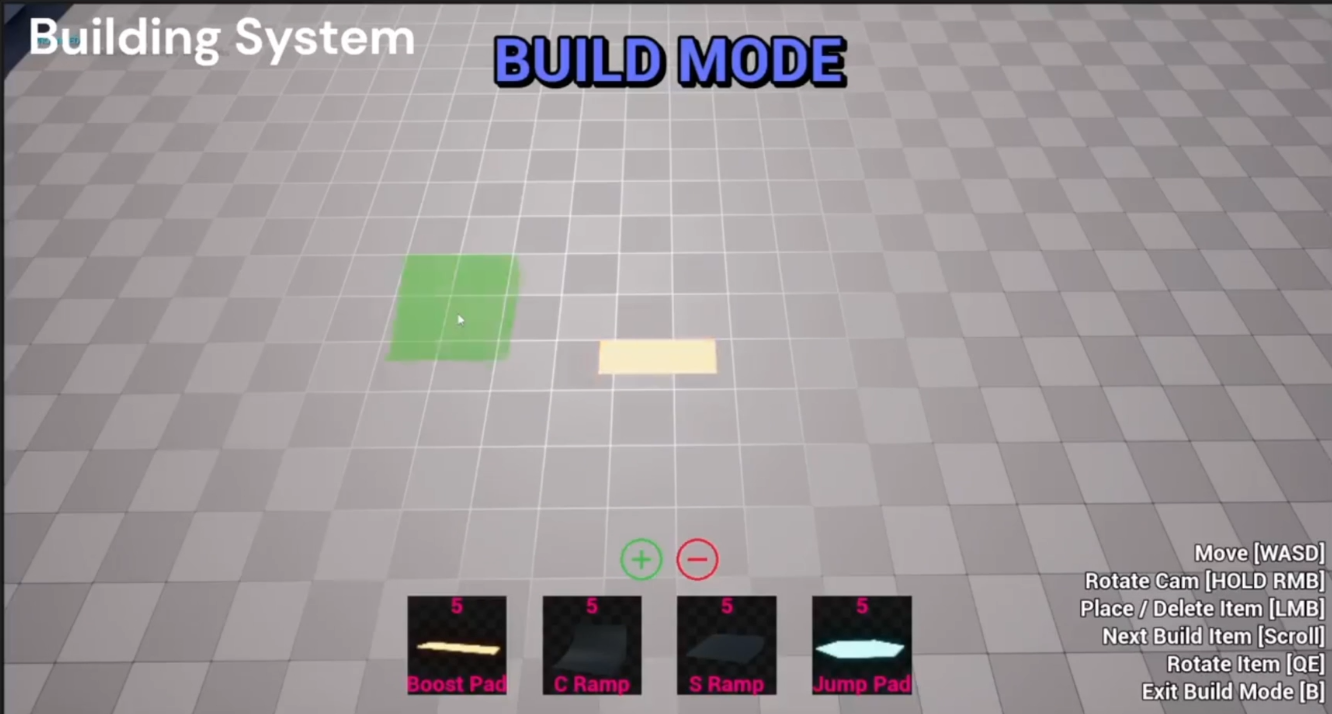 Building System
BUILD MODE
5
5
5
5
Boost Pad
C Ramp
S Ramp
Jump Pad
Move [WASD]
Rotate Cam [HOLD RMB]
Place / Delete Item [LMB]
Next Build Item [Scroll]
Rotate Item [QE]
Exit Build Mode [B]